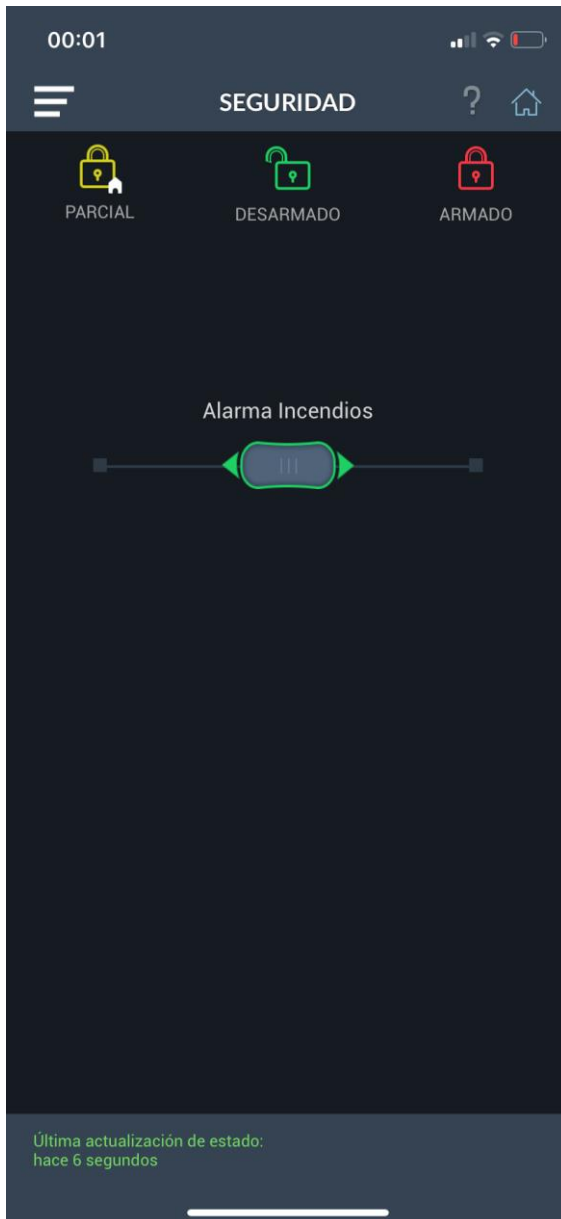 00:01
SEGURIDAD
?
PARCIAL
DESARMADO
ARMADO
Alarma Incendios
Última actualización de estado:
hace 6 segundos